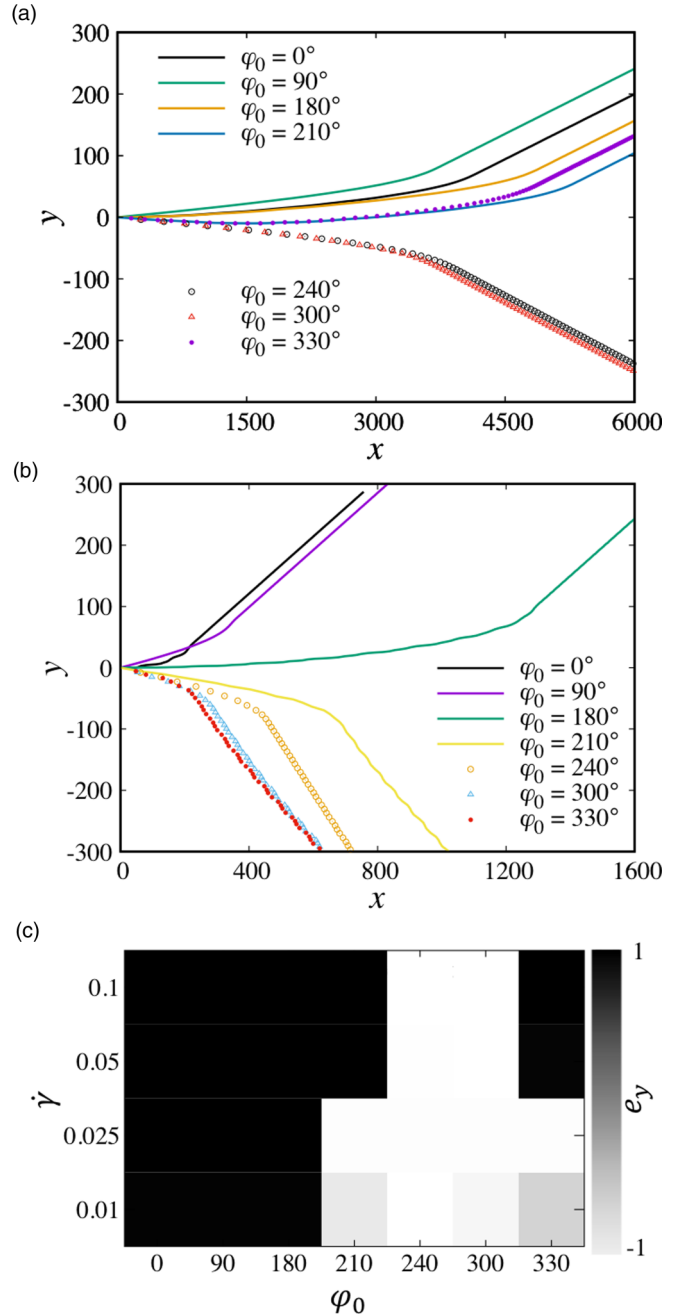 (a)
300
200
100
0
-100
-200
-300
y
φ0 = 0°
φ0 = 90°
φ0 = 180°
φ0 = 210°
φ0 = 240°
φ0 = 300°
φ0 = 330°
0 1500 3000 4500 6000
x
(b)
300
200
100
0
-100
-200
-300
y
φ0 = 0°
φ0 = 90°
φ0 = 180°
φ0 = 210°
φ0 = 240°
φ0 = 300°
φ0 = 330°
0 400 800 1200 1600
x
(c)
0.1
0.05
0.025
0.01
γ̇
0 90 180 210 240 300 330
φ0
1
-1
ey